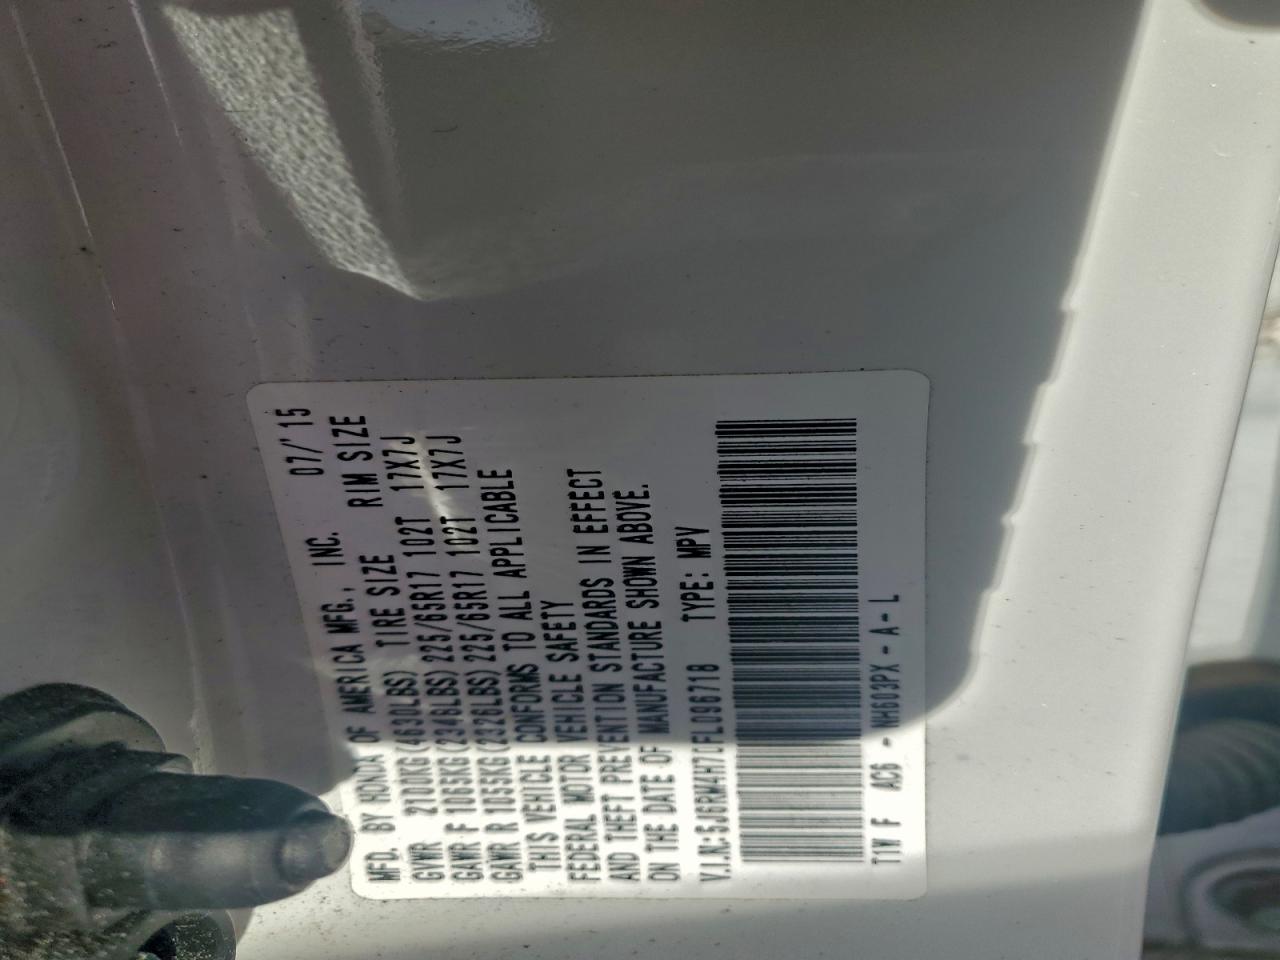 MFD. BY HONDA OF AMERICA MFG., INC. 07/'15
GVWR 2100KG (4630LBS) TIRE SIZE RIM SIZE
GAWR F 1065KG (2348LBS) 225/65R17 102T 17X7J
GAWR R 1055KG (2326LBS) 225/65R17 102T 17X7J
THIS VEHICLE CONFORMS TO ALL APPLICABLE
FEDERAL MOTOR VEHICLE SAFETY
AND THEFT PREVENTION STANDARDS IN EFFECT
ON THE DATE OF MANUFACTURE SHOWN ABOVE.
V.I.N: TYPE: MPV
T1W F AC6 - NH603PX - A - L